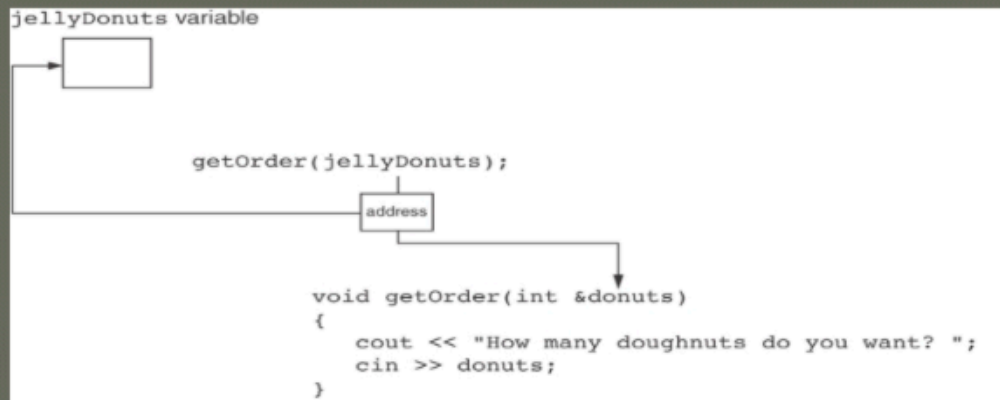 jellyDonuts variable
getOrder(jellyDonuts);
address
void getOrder(int &donuts)
{
cout << "How many doughnuts do you want? ";
cin >> donuts;
}